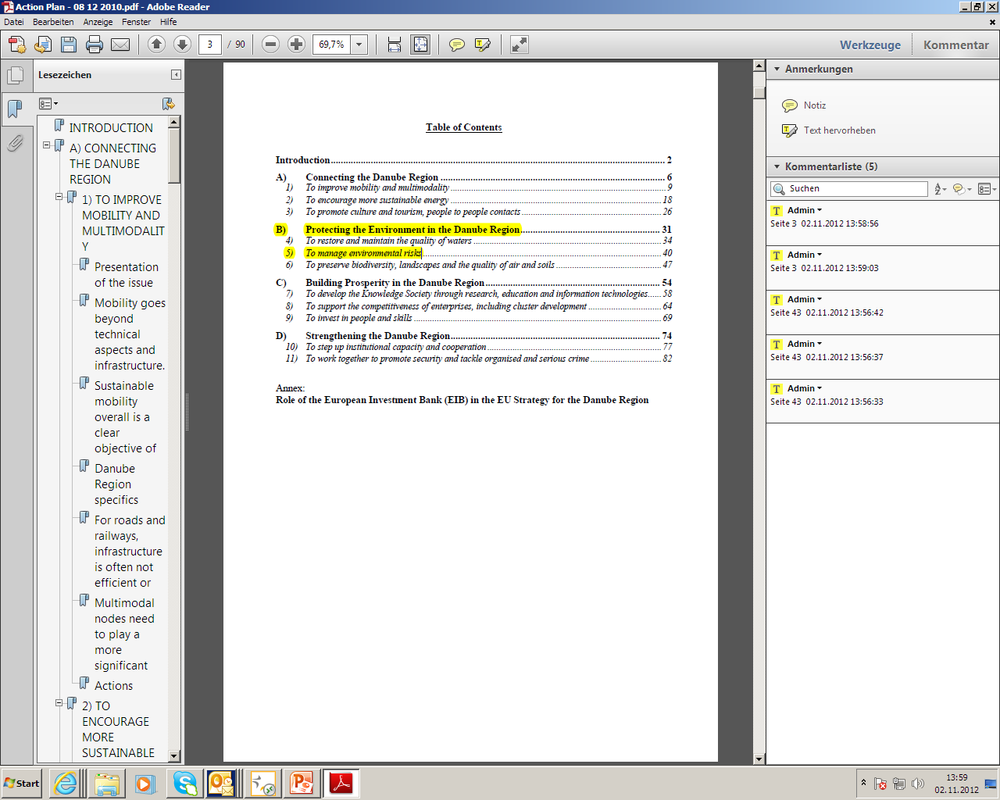 Action Plan - 08 12 2010.pdf - Adobe Reader
Datei Bearbeiten Anzeige Fenster Hilfe
3 / 90 69,7% Werkzeuge Kommentar
Lesezeichen
INTRODUCTION
A) CONNECTING
THE DANUBE
REGION
1) TO IMPROVE
MOBILITY AND
MULTIMODALIT
Y
Presentation
of the issue
Mobility goes
beyond
technical
aspects and
infrastructure.
Sustainable
mobility
overall is a
clear
objective of
Danube
Region
specifics
For roads and
railways,
infrastructure
is often not
efficient or
Multimodal
nodes need
to play a
more
significant
Actions
2) TO
ENCOURAGE
MORE
SUSTAINABLE
Table of Contents
Introduction 2
A) Connecting the Danube Region 6
1) To improve mobility and multimodality 9
2) To encourage more sustainable energy 18
3) To promote culture and tourism, people to people contacts 26
B) Protecting the Environment in the Danube Region 31
4) To restore and maintain the quality of waters 34
5) To manage environmental risks 40
6) To preserve biodiversity, landscapes and the quality of air and soils 47
C) Building Prosperity in the Danube Region 54
7) To develop the Knowledge Society through research, education and information technologies 58
8) To support the competitiveness of enterprises, including cluster development 64
9) To invest in people and skills 69
D) Strengthening the Danube Region 74
10) To step up institutional capacity and cooperation 77
11) To work together to promote security and tackle organised and serious crime 82
Annex:
Role of the European Investment Bank (EIB) in the EU Strategy for the Danube Region
Anmerkungen
Notiz
Text hervorheben
Kommentarliste (5)
Suchen
Admin
Seite 3 02.11.2012 13:58:56
Admin
Seite 3 02.11.2012 13:59:03
Admin
Seite 43 02.11.2012 13:56:42
Admin
Seite 43 02.11.2012 13:56:37
Admin
Seite 43 02.11.2012 13:56:33
Start
13:59
02.11.2012